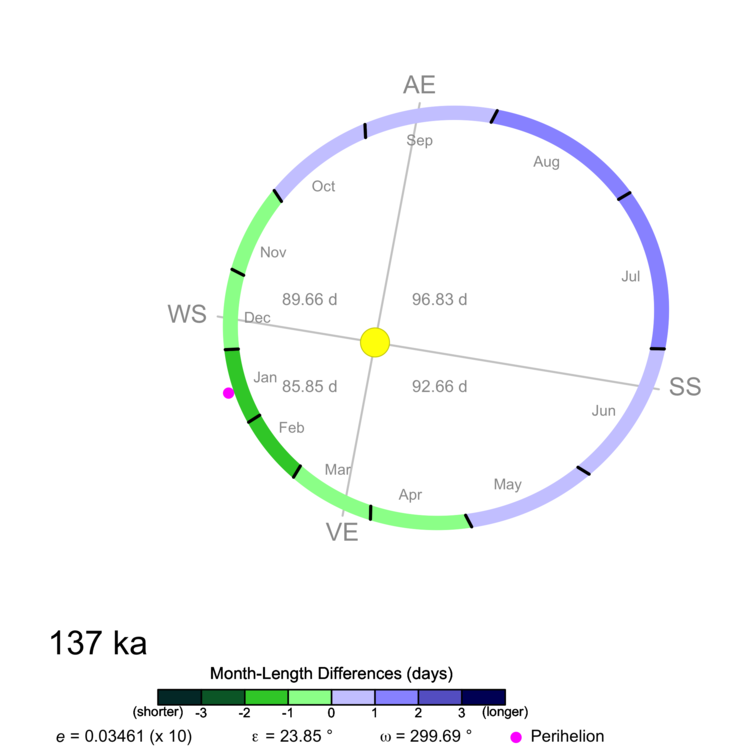 AE
Sep
Aug
Oct
Nov
Jul
89.66 d
96.83 d
WS
Dec
Jan
85.85 d
92.66 d
SS
Jun
Feb
Mar
May
Apr
VE
137 ka
Month-Length Differences (days)
(shorter) -3 -2 -1 0 1 2 3 (longer)
e = 0.03461 (x 10) ε = 23.85 ° ω = 299.69 ° Perihelion